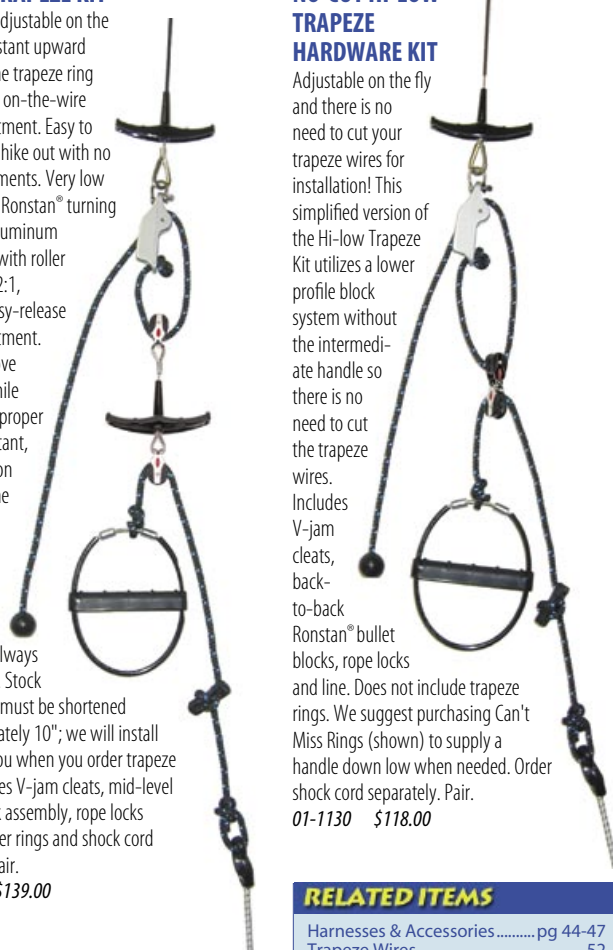 djustable on the
stant upward
e trapeze ring
on-the-wire
tment. Easy to
hike out with no
ments. Very low
Ronstan® turning
uminum
with roller
2:1,
sy-release
tment.
ve
ile
proper
tant,
on
e
lways
. Stock
must be shortened
ately 10"; we will install
ou when you order trapeze
es V-jam cleats, mid-level
k assembly, rope locks
er rings and shock cord
air.
$139.00
TRAPEZE
HARDWARE KIT
Adjustable on the fly
and there is no
need to cut your
trapeze wires for
installation! This
simplified version of
the Hi-low Trapeze
Kit utilizes a lower
profile block
system without
the intermedi-
ate handle so
there is no
need to cut
the trapeze
wires.
Includes
V-jam
cleats,
back-
to-back
Ronstan® bullet
blocks, rope locks
and line. Does not include trapeze
rings. We suggest purchasing Can't
Miss Rings (shown) to supply a
handle down low when needed. Order
shock cord separately. Pair.
01-1130 $118.00
RELATED ITEMS
Harnesses & Accessories..........pg 44-47
Trapeze Wires